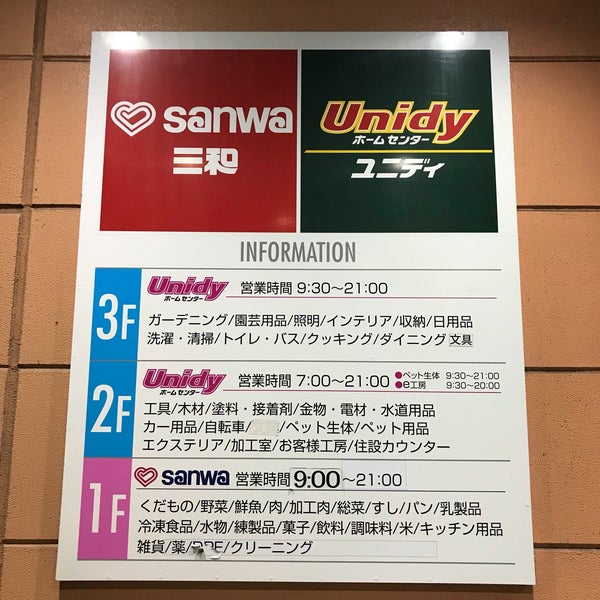 sanwa
三和
Unidy
ホームセンター
ユニディ
INFORMATION
3F
Unidy ホームセンター 営業時間 9:30～21:00
ガーデニング/園芸用品/照明/インテリア/収納/日用品
洗濯・清掃/トイレ・バス/クッキング/ダイニング 文具
2F
Unidy ホームセンター 営業時間 7:00～21:00 ●ペット生体 9:30～21:00
●e工房 9:30～20:00
工具/木材/塗料・接着剤/金物・電材・水道用品
カー用品/自転車/ /ペット生体/ペット用品
エクステリア/加工室/お客様工房/住設カウンター
1F
sanwa 営業時間 9:00～21:00
くだもの/野菜/鮮魚/肉/加工肉/総菜/すし/パン/乳製品
冷凍食品/水物/練製品/菓子/飲料/調味料/米/キッチン用品
雑貨/薬/ /クリーニング